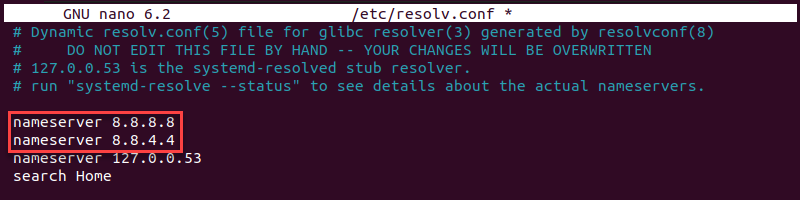 GNU nano 6.2 /etc/resolv.conf *
# Dynamic resolv.conf(5) file for glibc resolver(3) generated by resolvconf(8)
# DO NOT EDIT THIS FILE BY HAND -- YOUR CHANGES WILL BE OVERWRITTEN
# 127.0.0.53 is the systemd-resolved stub resolver.
# run "systemd-resolve --status" to see details about the actual nameservers.
nameserver 8.8.8.8
nameserver 8.8.4.4
nameserver 127.0.0.53
search Home